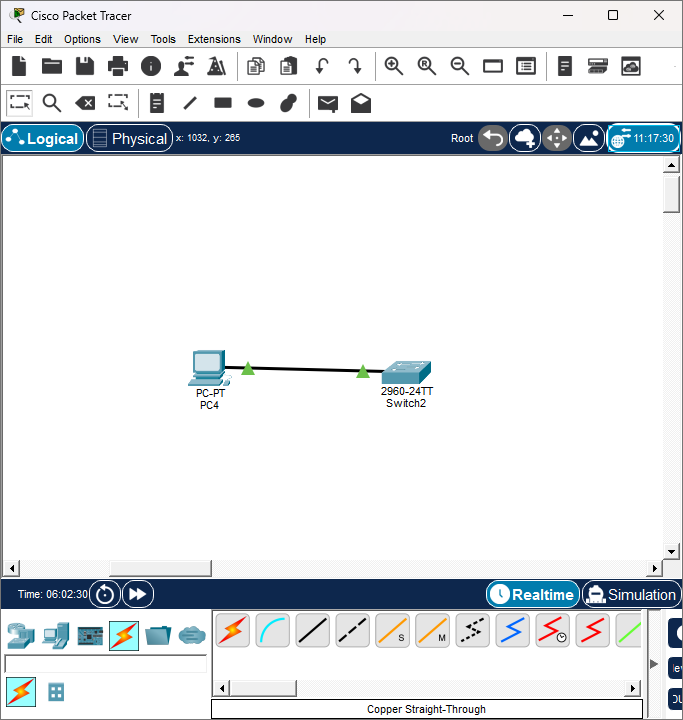 Cisco Packet Tracer
File Edit Options View Tools Extensions Window Help
Logical Physical x: 1032, y: 265 Root 11:17:30
PC-PT
PC4
2960-24TT
Switch2
Time: 06:02:30 Realtime Simulation
S M
Copper Straight-Through